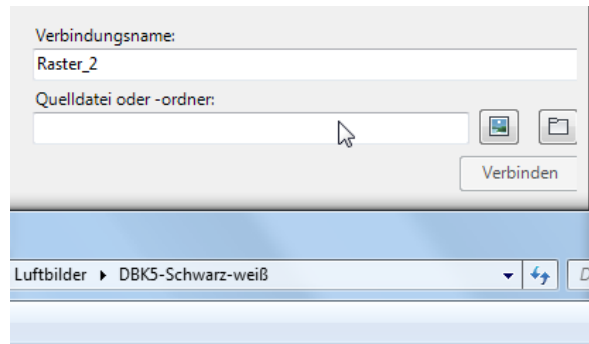 Verbindungsname:
Raster_2
Quelldatei oder -ordner:
Verbinden
Luftbilder DBK5-Schwarz-weiß